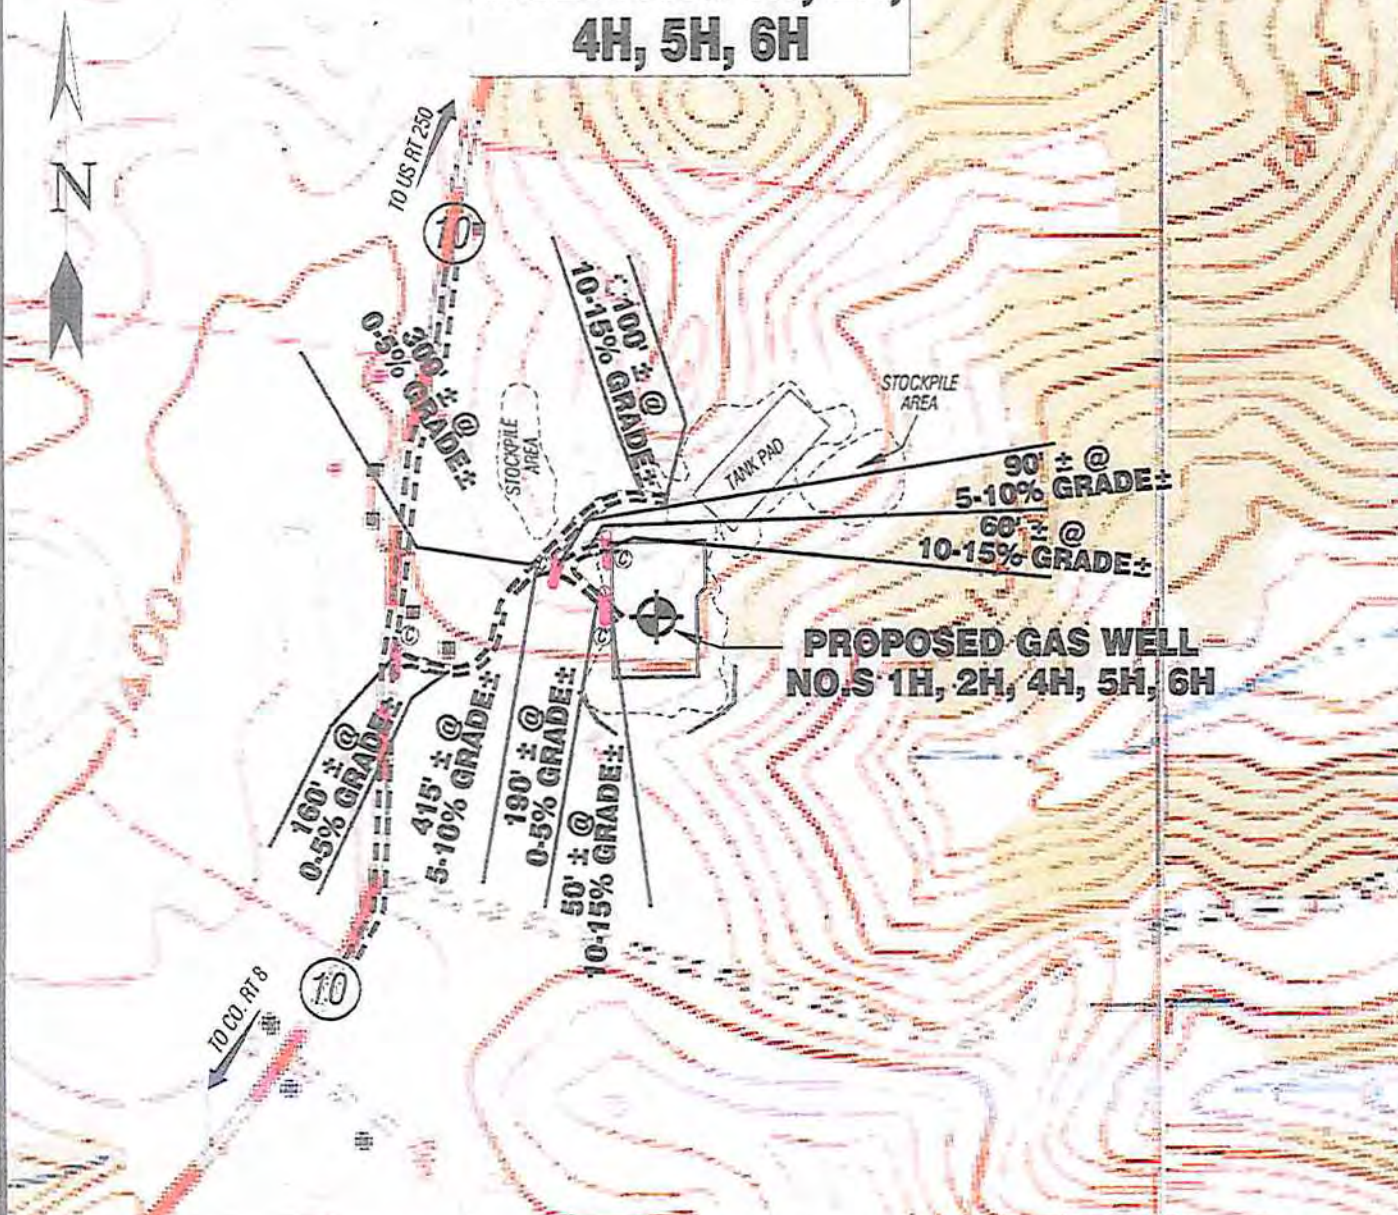 4H, 5H, 6H
N
TO US RT 250
10
1400
300' ± @
0-5% GRADE±
100' ± @
10-15% GRADE±
STOCKPILE
AREA
STOCKPILE
AREA
TANK PAD
90' ± @
5-10% GRADE±
60' ± @
10-15% GRADE±
C
C
C
PROPOSED GAS WELL
NO.S 1H, 2H, 4H, 5H, 6H
1400
160' ± @
0-5% GRADE±
415' ± @
5-10% GRADE±
190' ± @
0-5% GRADE±
50' ± @
10-15% GRADE±
10
TO CO. RT 8